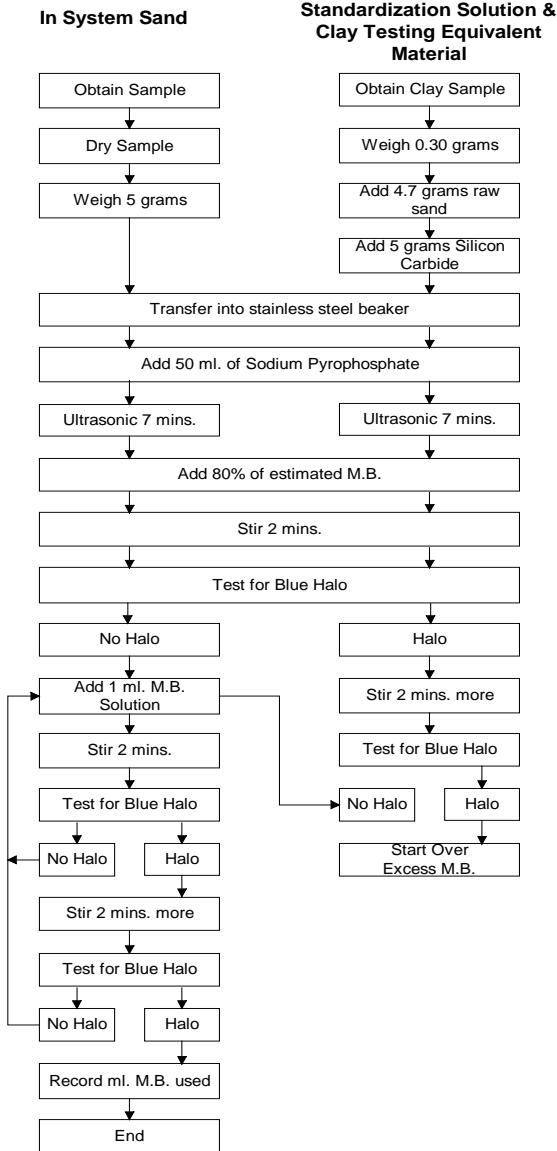 In System Sand
Standardization Solution &
Clay Testing Equivalent
Material
Obtain Sample
Obtain Clay Sample
Dry Sample
Weigh 0.30 grams
Weigh 5 grams
Add 4.7 grams raw
sand
Add 5 grams Silicon
Carbide
Transfer into stainless steel beaker
Add 50 ml. of Sodium Pyrophosphate
Ultrasonic 7 mins.
Ultrasonic 7 mins.
Add 80% of estimated M.B.
Stir 2 mins.
Test for Blue Halo
No Halo
Halo
Add 1 ml. M.B.
Solution
Stir 2 mins. more
Stir 2 mins.
Test for Blue Halo
Test for Blue Halo
No Halo
Halo
No Halo
Halo
Start Over
Excess M.B.
Stir 2 mins. more
Test for Blue Halo
No Halo
Halo
Record ml. M.B. used
End